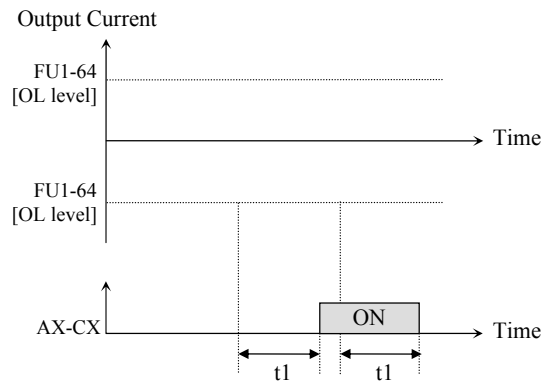 Output Current
FU1-64
[OL level]
Time
FU1-64
[OL level]
AX-CX
ON
Time
t1
t1